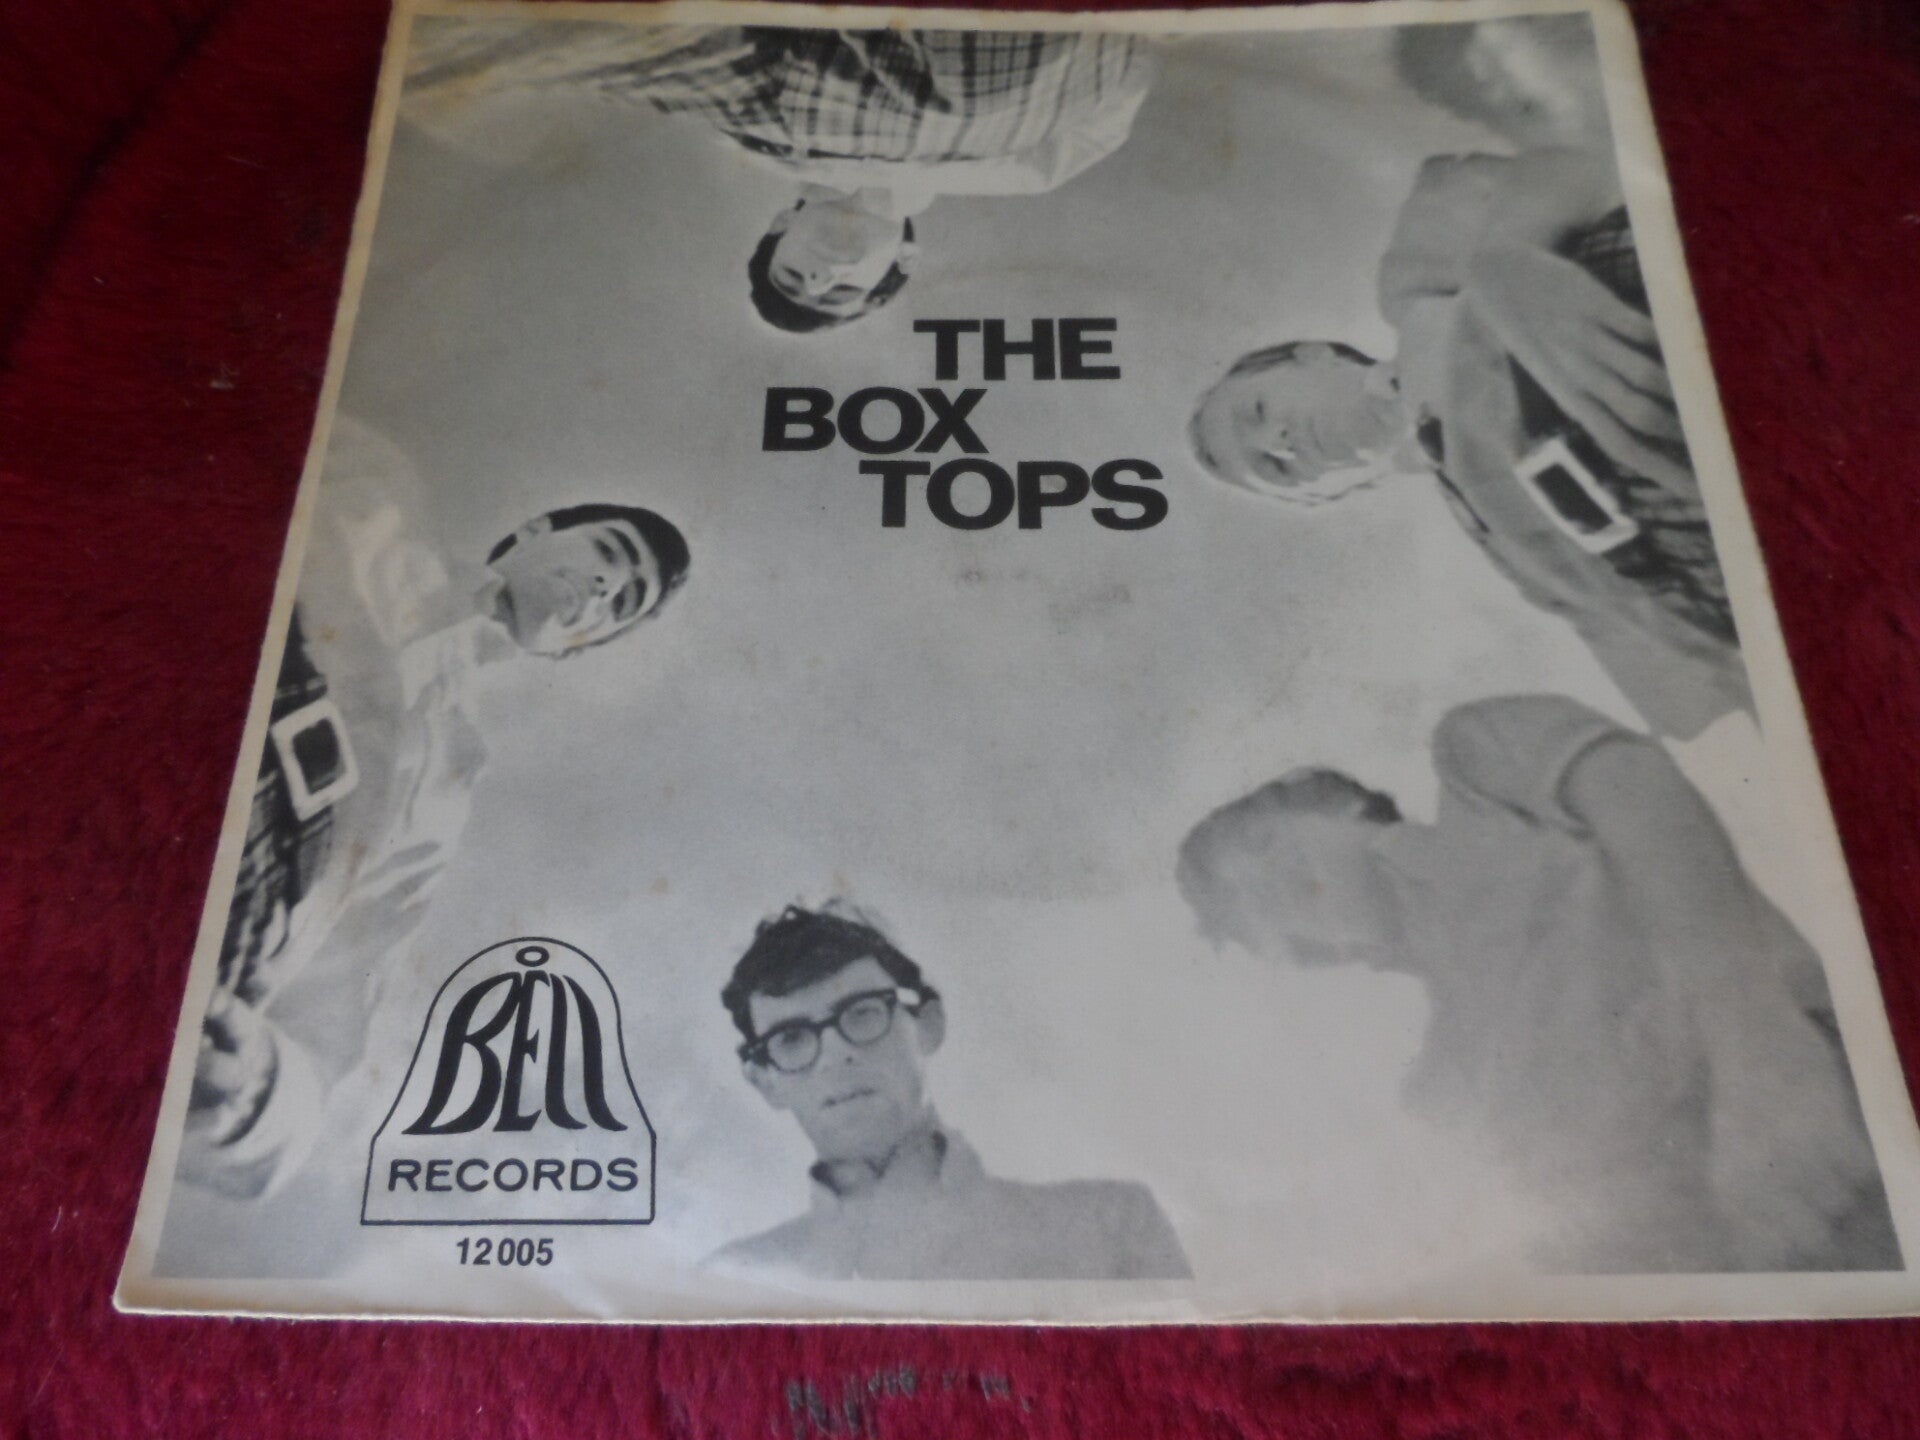 THE
BOX
TOPS
BELL
RECORDS
12005